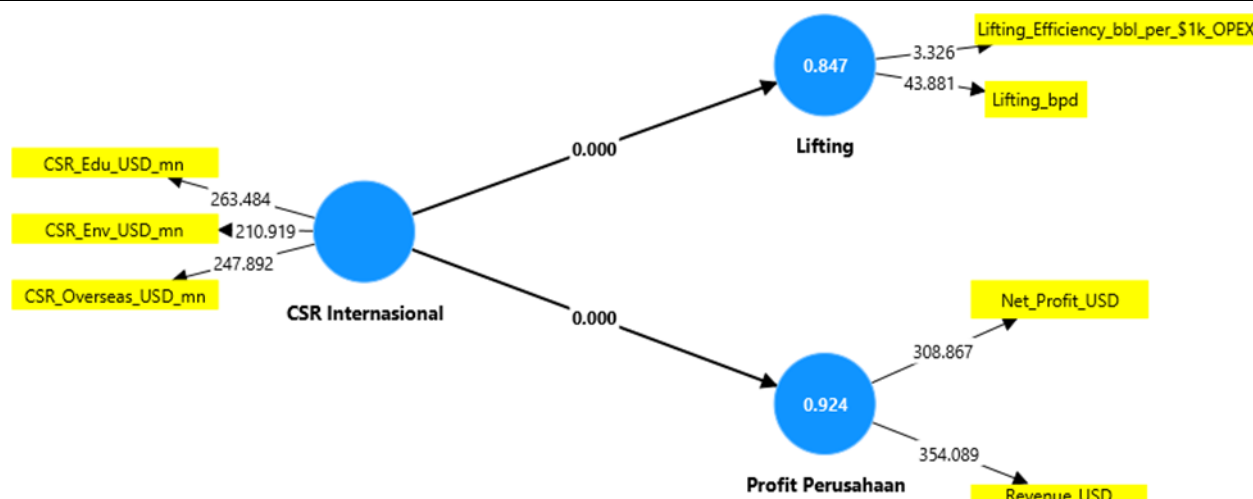 Lifting_Efficiency_bbl_per_$1k_OPEX
3.326
0.847
43.881
Lifting_bpd
Lifting
0.000
CSR_Edu_USD_mn
263.484
CSR_Env_USD_mn
210.919
247.892
CSR_Overseas_USD_mn
CSR Internasional
0.000
Net_Profit_USD
308.867
0.924
354.089
Profit Perusahaan
Revenue_USD